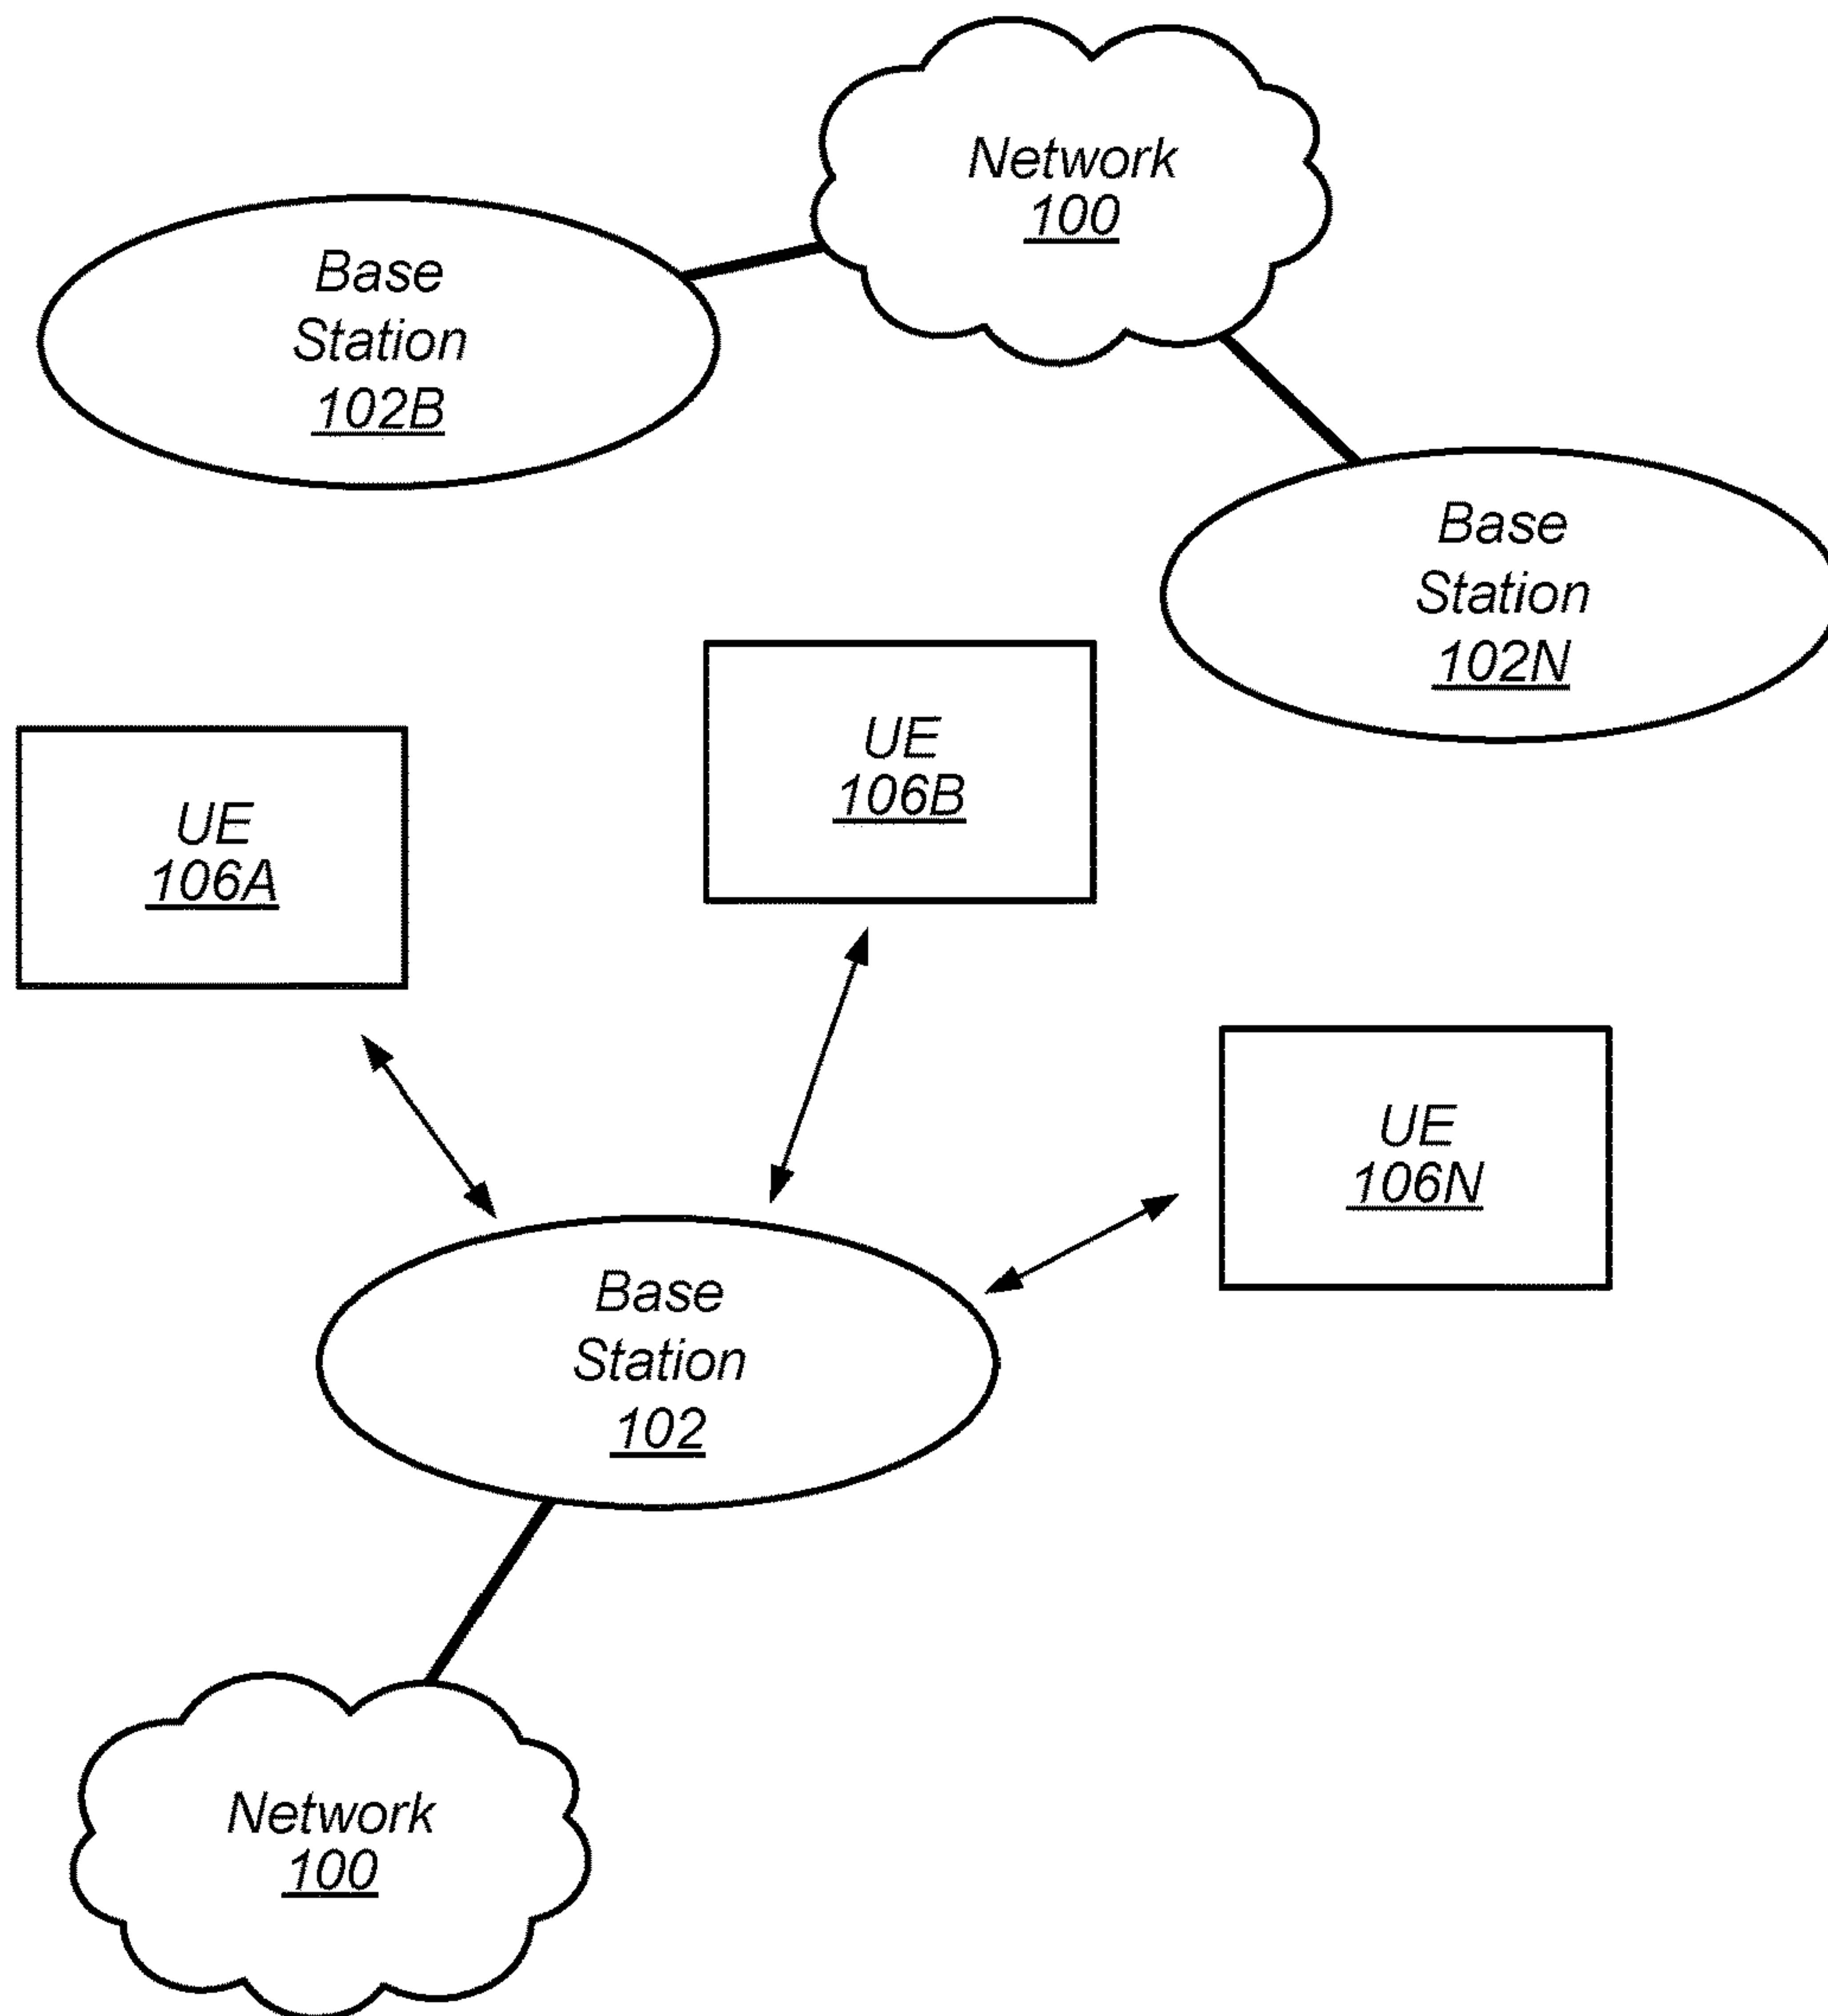 Network
100
Base
Station
102B
Base
Station
102N
UE
106B
UE
106A
UE
106N
Base
Station
102
Network
100